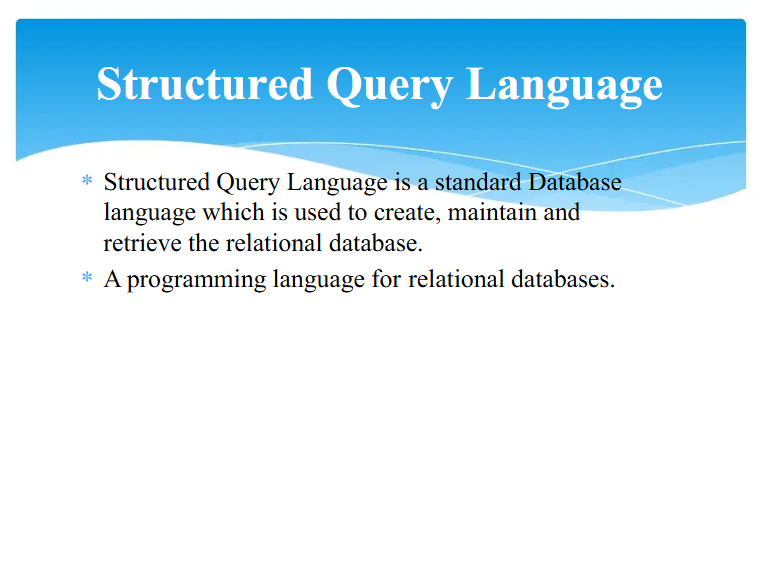 Structured Query Language
* Structured Query Language is a standard Database
language which is used to create, maintain and
retrieve the relational database.
* A programming language for relational databases.